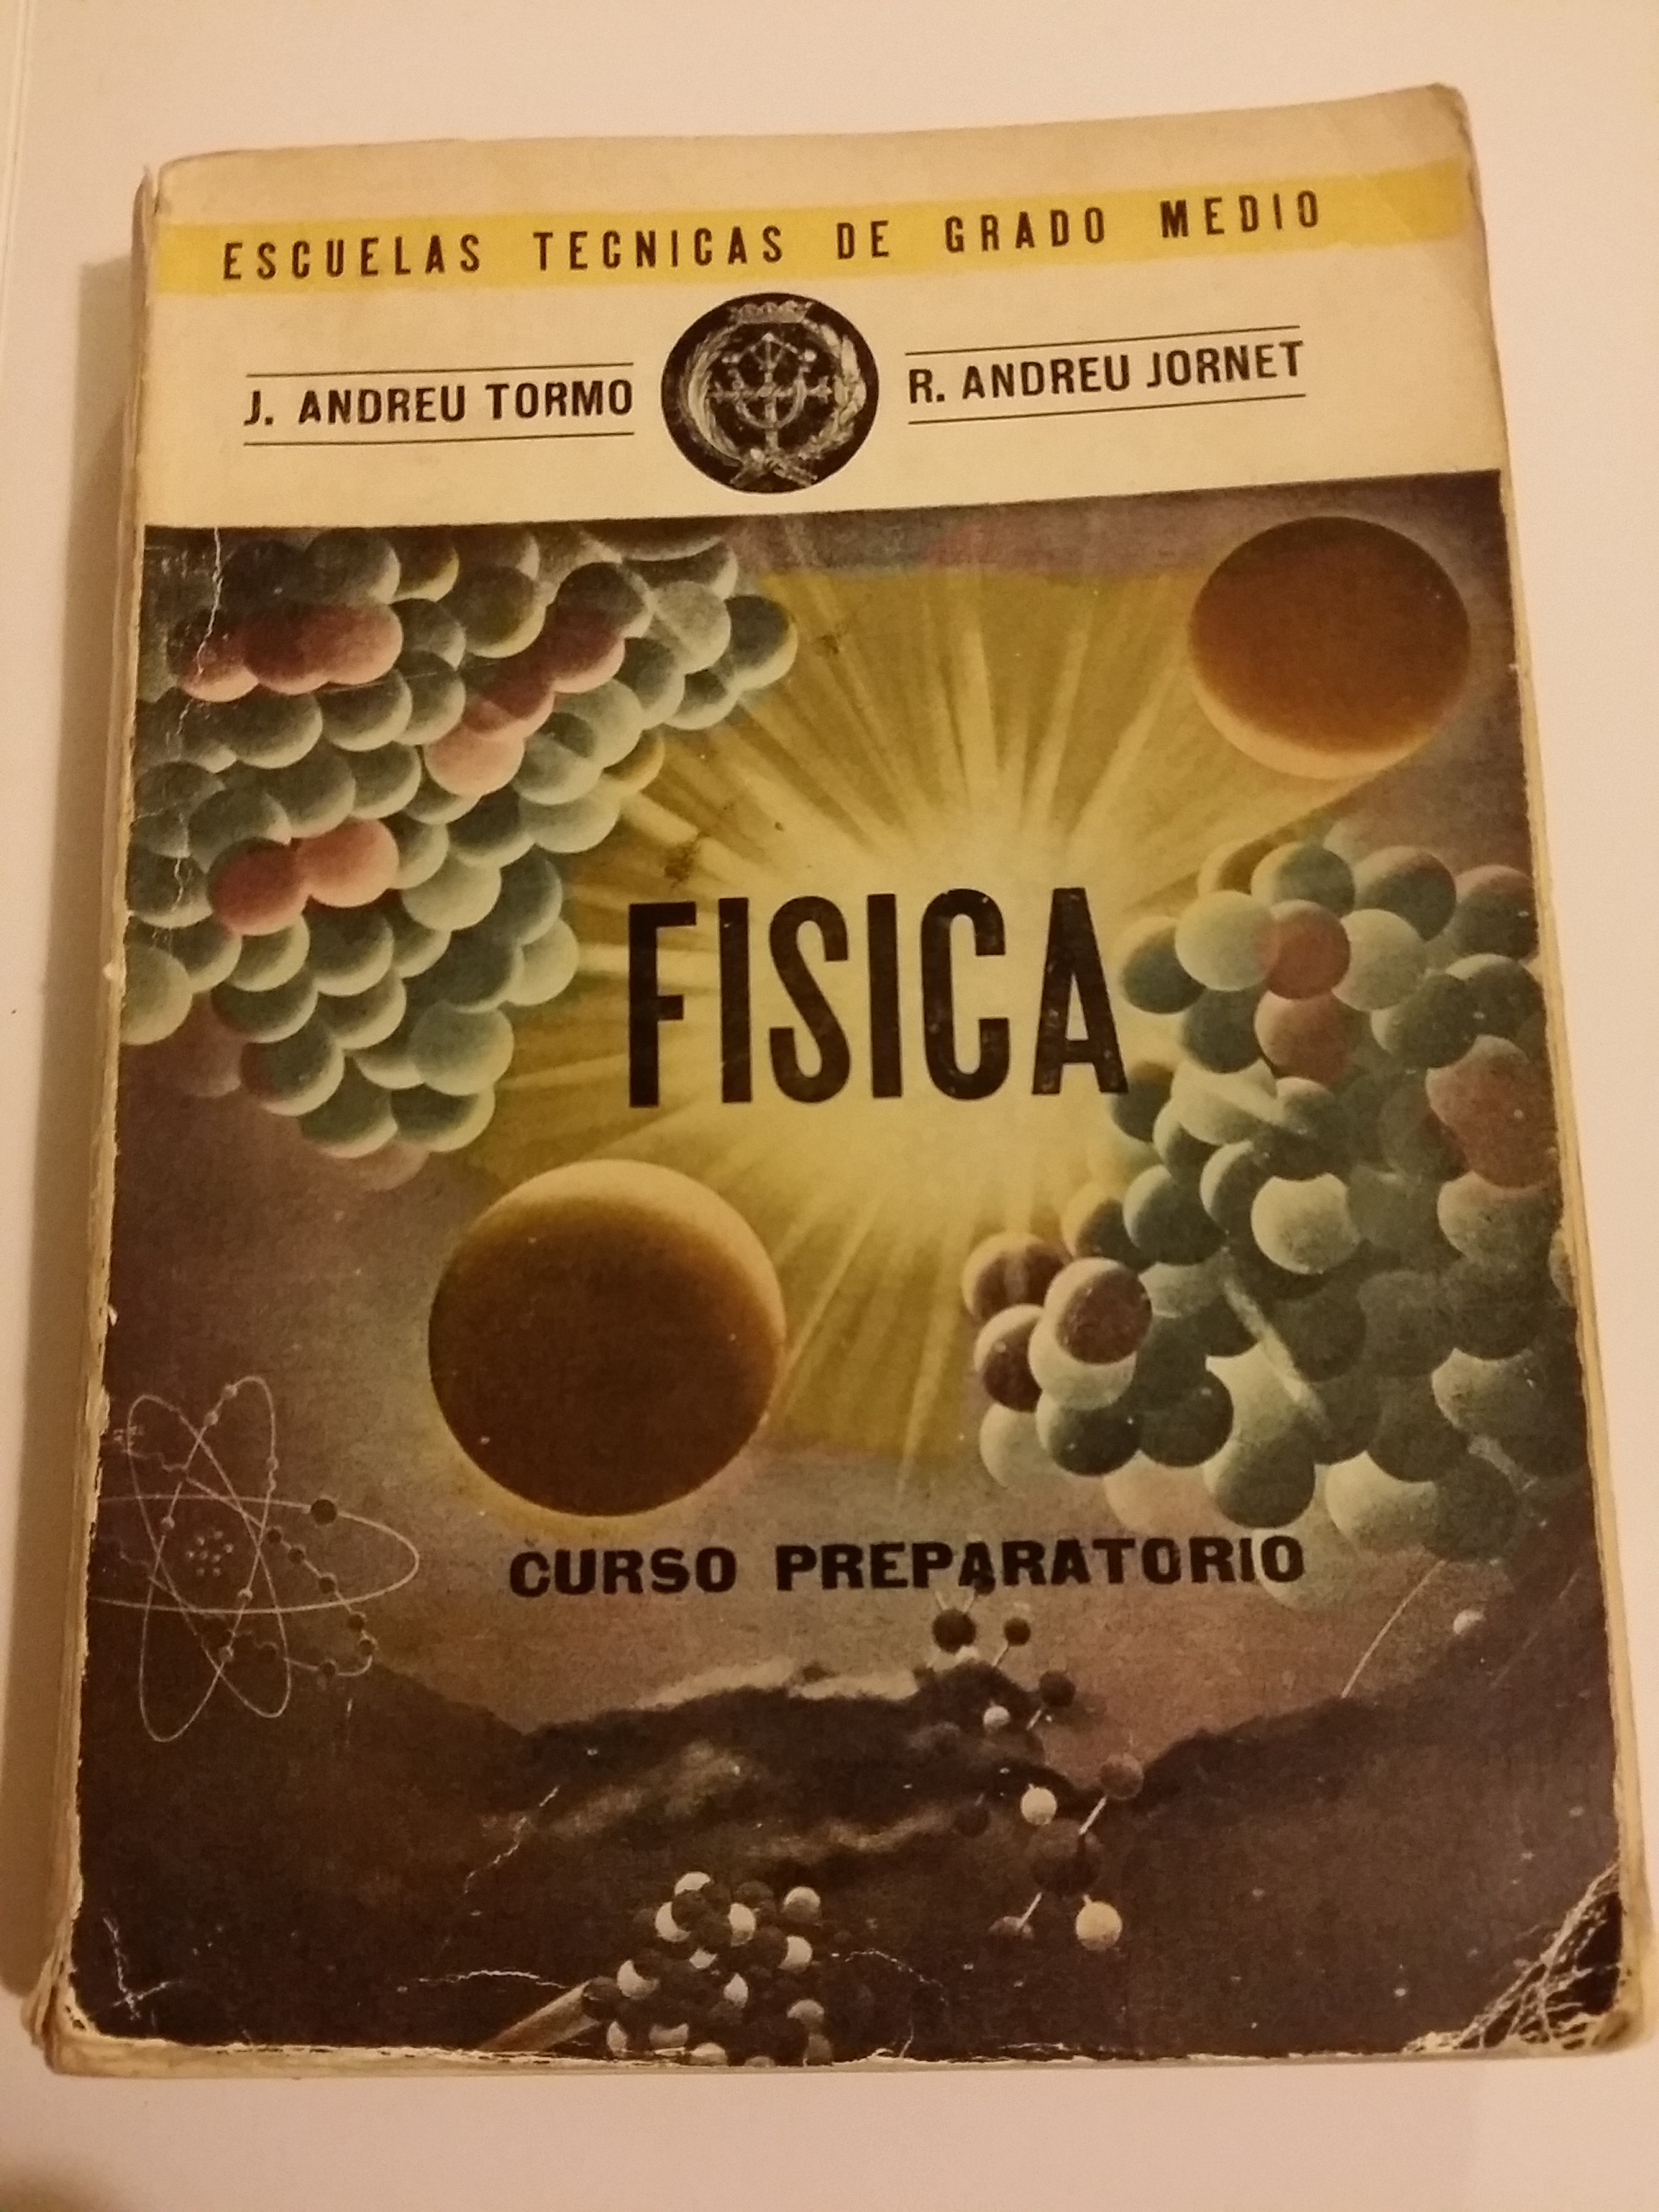 ESCUELAS TECNICAS DE GRADO MEDIO
J. ANDREU TORMO
R. ANDREU JORNET
FISICA
CURSO PREPARATORIO